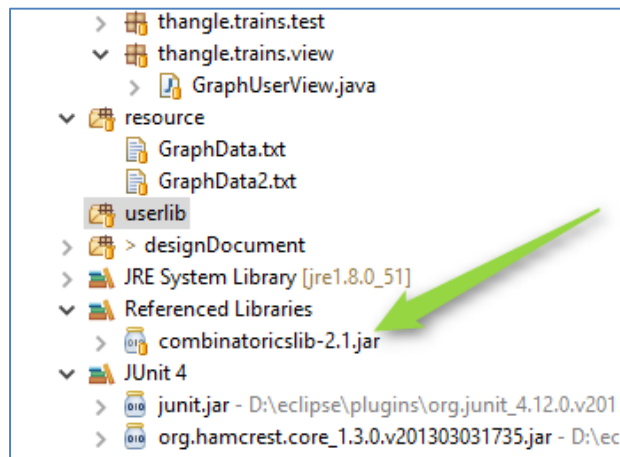 thangle.trains.test
thangle.trains.view
GraphUserView.java
resource
GraphData.txt
GraphData2.txt
userlib
> designDocument
JRE System Library [jre1.8.0_51]
Referenced Libraries
combinatoricslib-2.1.jar
JUnit 4
junit.jar - D:\eclipse\plugins\org.junit_4.12.0.v201
org.hamcrest.core_1.3.0.v201303031735.jar - D:\ec